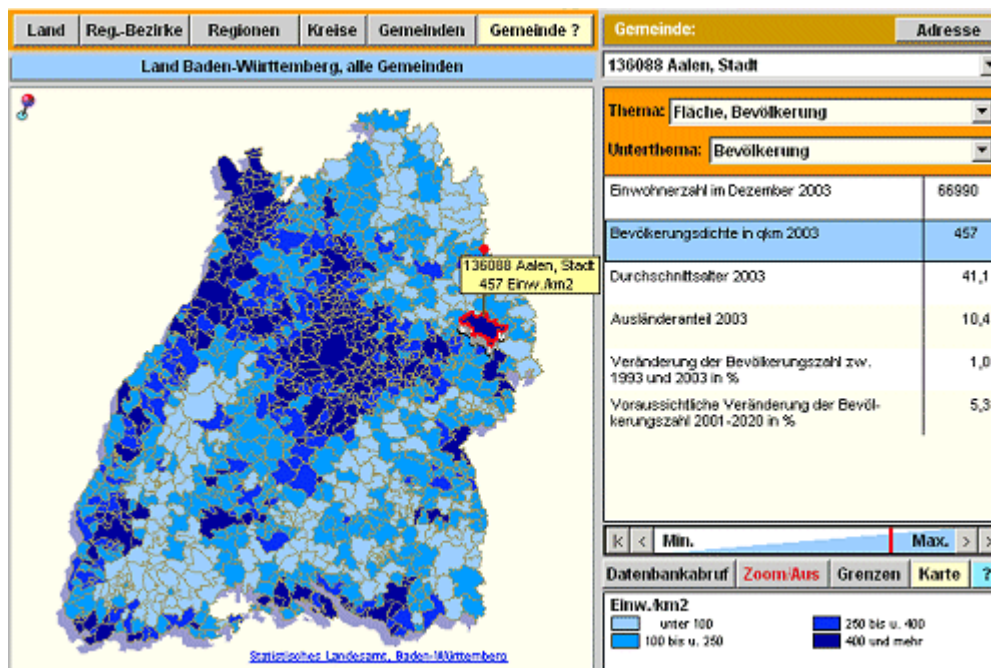 Land Reg.-Bezirke Regionen Kreise Gemeinden Gemeinde ?
Land Baden-Württemberg, alle Gemeinden
136088 Aalen, Stadt
457 Einw./km2
Statistisches Landesamt, Baden-Württemberg
Gemeinde: Adresse
136088 Aalen, Stadt
Thema: Fläche, Bevölkerung
Unterthema: Bevölkerung
Einwohnerzahl im Dezember 2003 66990
Bevölkerungsdichte in qkm 2003 457
Durchschnittsalter 2003 41,1
Ausländeranteil 2003 10,4
Veränderung der Bevölkerungszahl zw. 1,0
1993 und 2003 in %
Voraussichtliche Veränderung der Bevöl- 5,3
kerungszahl 2001-2020 in %
Min. Max.
Datenbankabruf Zoom/Aus Grenzen Karte ?
Einw./km2
unter 100 250 bis u. 400
100 bis u. 250 400 und mehr